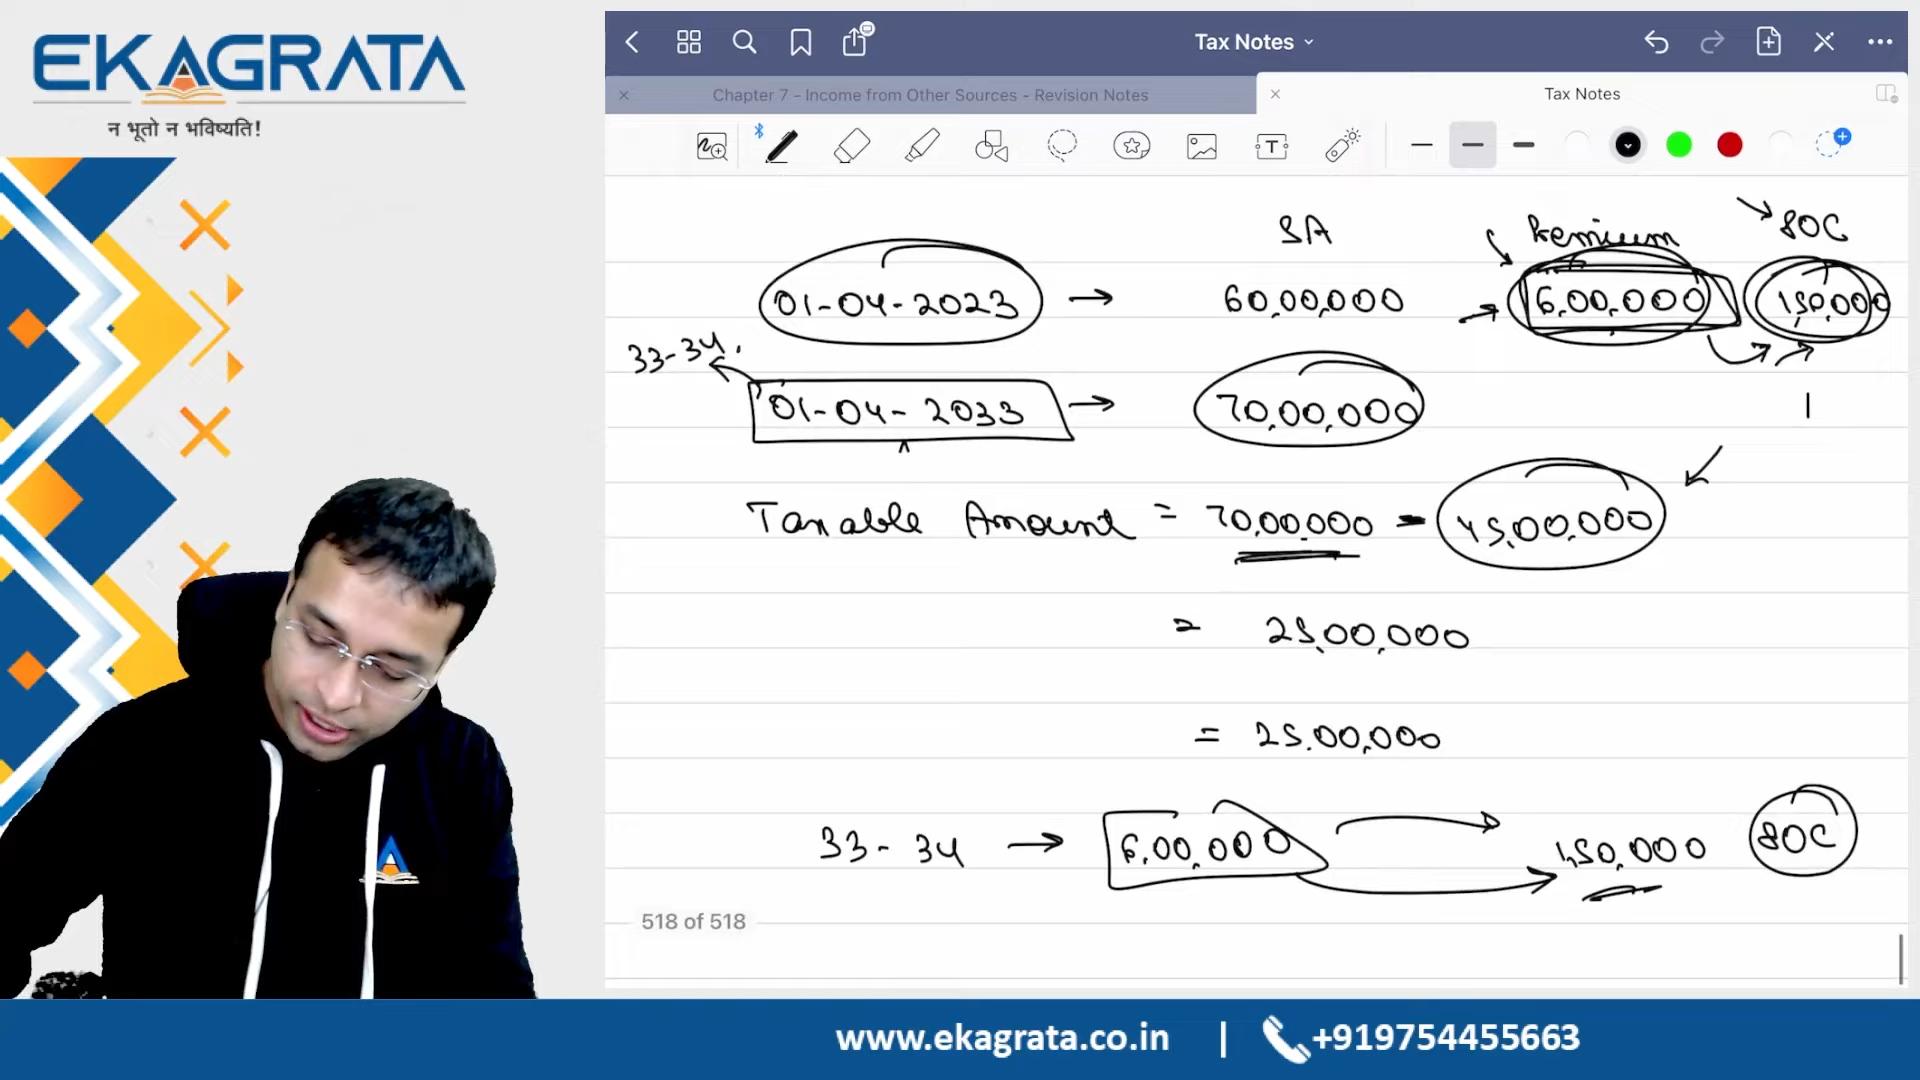 EKAGRATA
न भूतो न भविष्यति!
Tax Notes
Chapter 7 - Income from Other Sources - Revision Notes
Tax Notes
SA Premium 80C
01-04-2023 → 60,00,000 6,00,000 1,50,000
33-34.
01-04-2033 → 70,00,000
Taxable Amount = 70,00,000 - 45,00,000
= 25,00,000
= 25,00,000
33-34 → 6,00,000 1,50,000 80C
518 of 518
www.ekagrata.co.in | +919754455663